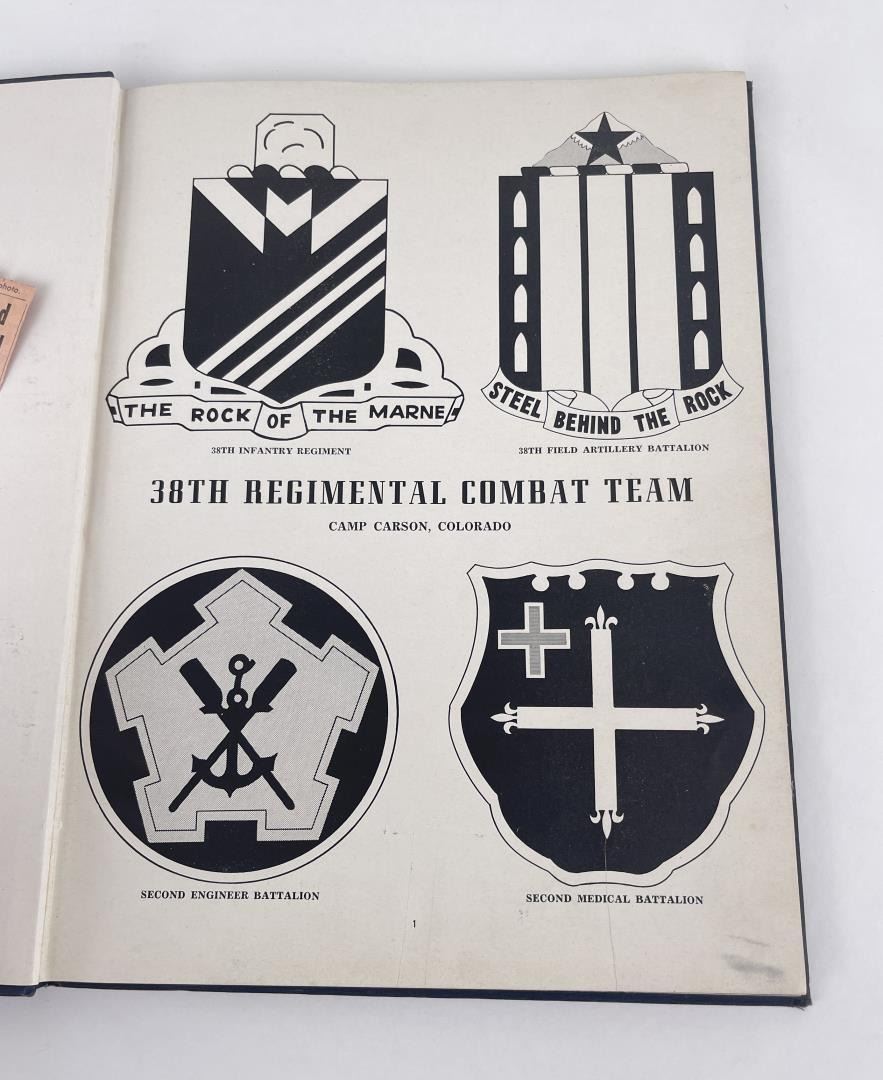 photo.
THE ROCK OF THE MARNE
38TH INFANTRY REGIMENT
STEEL BEHIND THE ROCK
38TH FIELD ARTILLERY BATTALION
38TH REGIMENTAL COMBAT TEAM
CAMP CARSON, COLORADO
SECOND ENGINEER BATTALION
SECOND MEDICAL BATTALION
1